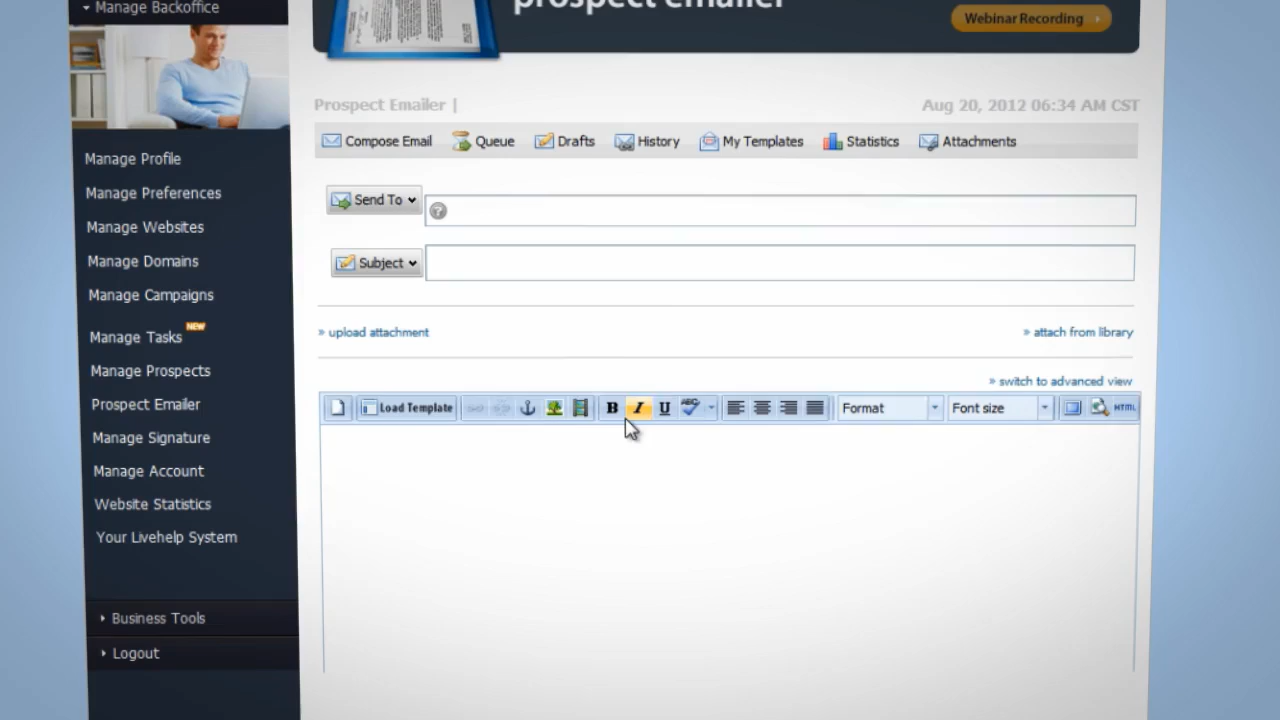 Manage Backoffice
prospect emailer
Webinar Recording
Prospect Emailer |
Aug 20, 2012 06:34 AM CST
Compose Email
Queue
Drafts
History
My Templates
Statistics
Attachments
Send To
?
Subject
» upload attachment
» attach from library
» switch to advanced view
Load Template
B
I
U
ABC
Format
Font size
HTML
Manage Profile
Manage Preferences
Manage Websites
Manage Domains
Manage Campaigns
Manage Tasks NEW
Manage Prospects
Prospect Emailer
Manage Signature
Manage Account
Website Statistics
Your Livehelp System
Business Tools
Logout